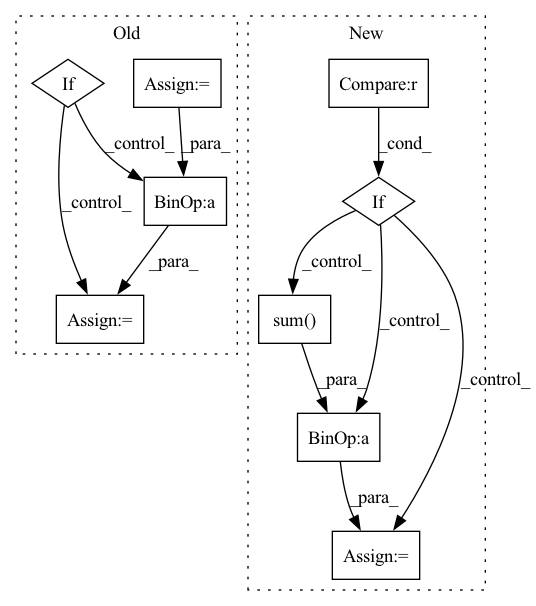 Old
New
If
Assign:=
Compare:r
_control_
_para_
_cond_
_control_
BinOp:a
If
_para_
_control_
Assign:=
sum()
_control_
_para_
_control_
BinOp:a
_para_
Assign:=